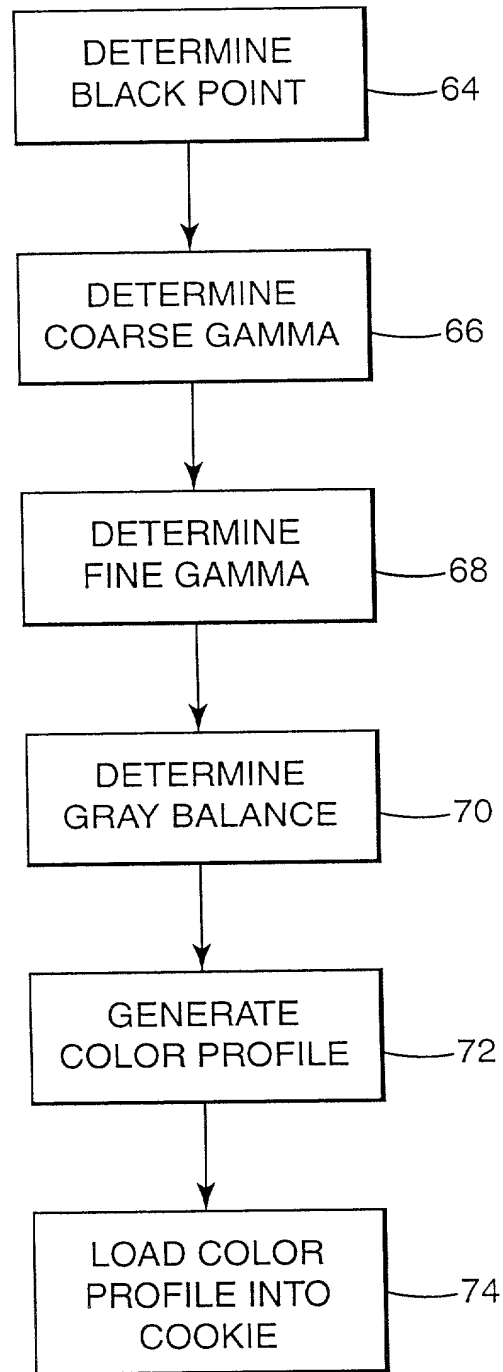 DETERMINE
BLACK POINT
64
DETERMINE
COARSE GAMMA
66
DETERMINE
FINE GAMMA
68
DETERMINE
GRAY BALANCE
70
GENERATE
COLOR PROFILE
72
LOAD COLOR
PROFILE INTO
COOKIE
74